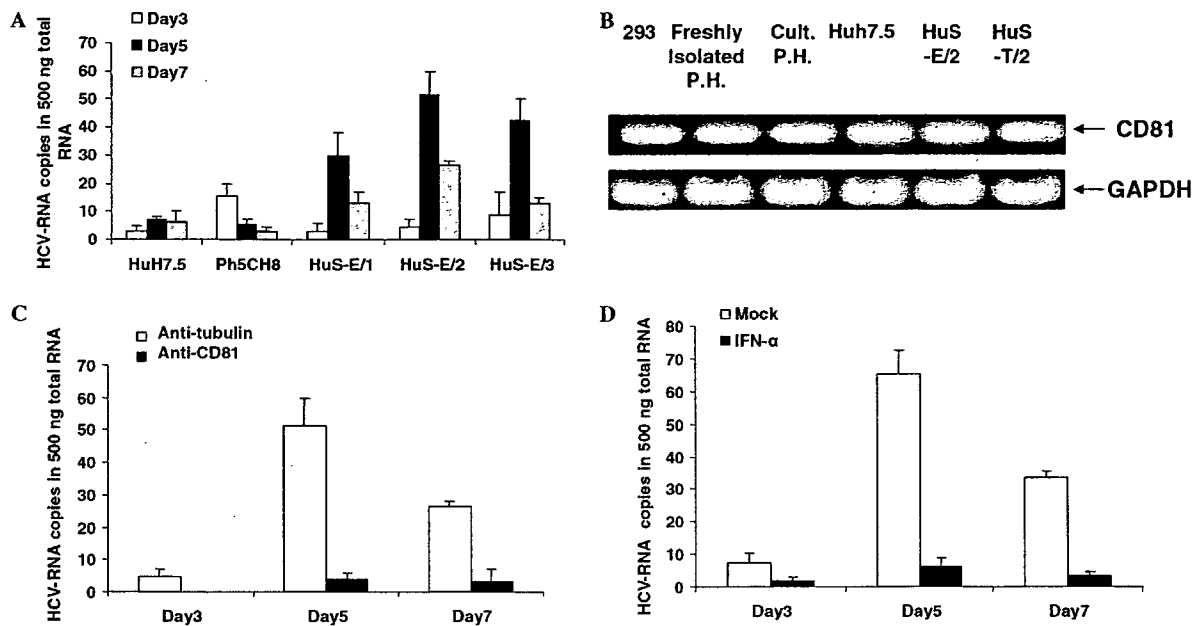 A
Day3
Day5
Day7
HCV-RNA copies in 500 ng total
RNA
70
60
50
40
30
20
10
0
HuH7.5 Ph5CH8 HuS-E/1 HuS-E/2 HuS-E/3
B
293 Freshly Cult. Huh7.5 HuS HuS
Isolated P.H. -E/2 -T/2
P.H.
CD81
GAPDH
C
Anti-tubulin
Anti-CD81
HCV-RNA copies in 500 ng total RNA
70
60
50
40
30
20
10
0
Day3 Day5 Day7
D
Mock
IFN-α
HCV-RNA copies in 500 ng total RNA
80
70
60
50
40
30
20
10
0
Day3 Day5 Day7